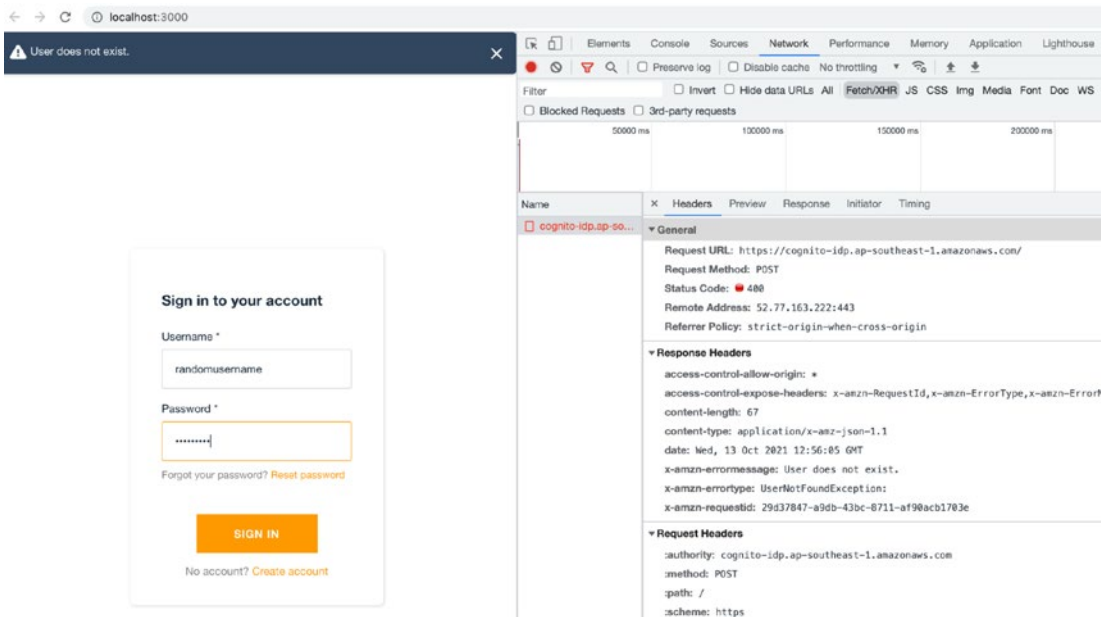 localhost:3000
User does not exist.
Sign in to your account
Username *
randomusername
Password *
Forgot your password? Reset password
SIGN IN
No account? Create account
Elements Console Sources Network Performance Memory Application Lighthouse
Preserve log Disable cache No throttling
Filter Invert Hide data URLs All Fetch/XHR JS CSS Img Media Font Doc WS
Blocked Requests 3rd-party requests
50000 ms 100000 ms 150000 ms 200000 ms
Name
cognito-idp.ap-so...
× Headers Preview Response Initiator Timing
General
Request URL: https://cognito-idp.ap-southeast-1.amazonaws.com/
Request Method: POST
Status Code: 400
Remote Address: 52.77.163.222:443
Referrer Policy: strict-origin-when-cross-origin
Response Headers
access-control-allow-origin: *
access-control-expose-headers: x-amzn-RequestId,x-amzn-ErrorType,x-amzn-ErrorM
content-length: 67
content-type: application/x-amz-json-1.1
date: Wed, 13 Oct 2021 12:56:05 GMT
x-amzn-errormessage: User does not exist.
x-amzn-errortype: UserNotFoundException:
x-amzn-requestid: 29d37847-a9db-43bc-8711-af90acb1703e
Request Headers
:authority: cognito-idp.ap-southeast-1.amazonaws.com
:method: POST
:path: /
:scheme: https